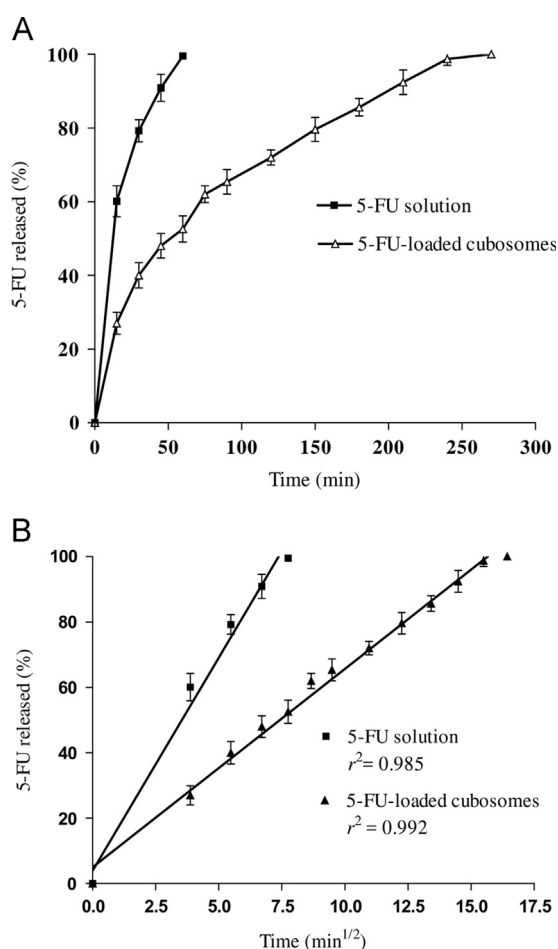 A
100
80
60
40
20
0
5-FU released (%)
5-FU solution
5-FU-loaded cubosomes
0 50 100 150 200 250 300
Time (min)
B
100
80
60
40
20
0
5-FU released (%)
5-FU solution
r² = 0.985
5-FU-loaded cubosomes
r² = 0.992
0.0 2.5 5.0 7.5 10.0 12.5 15.0 17.5
Time (min¹/²)